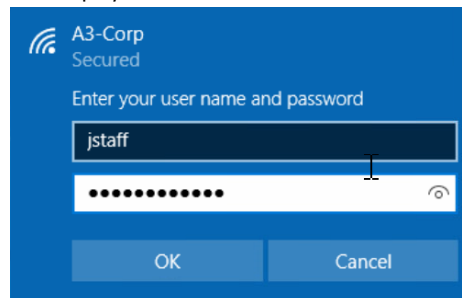 A3-Corp
Secured
Enter your user name and password
jstaff
••••••••••••
OK
Cancel